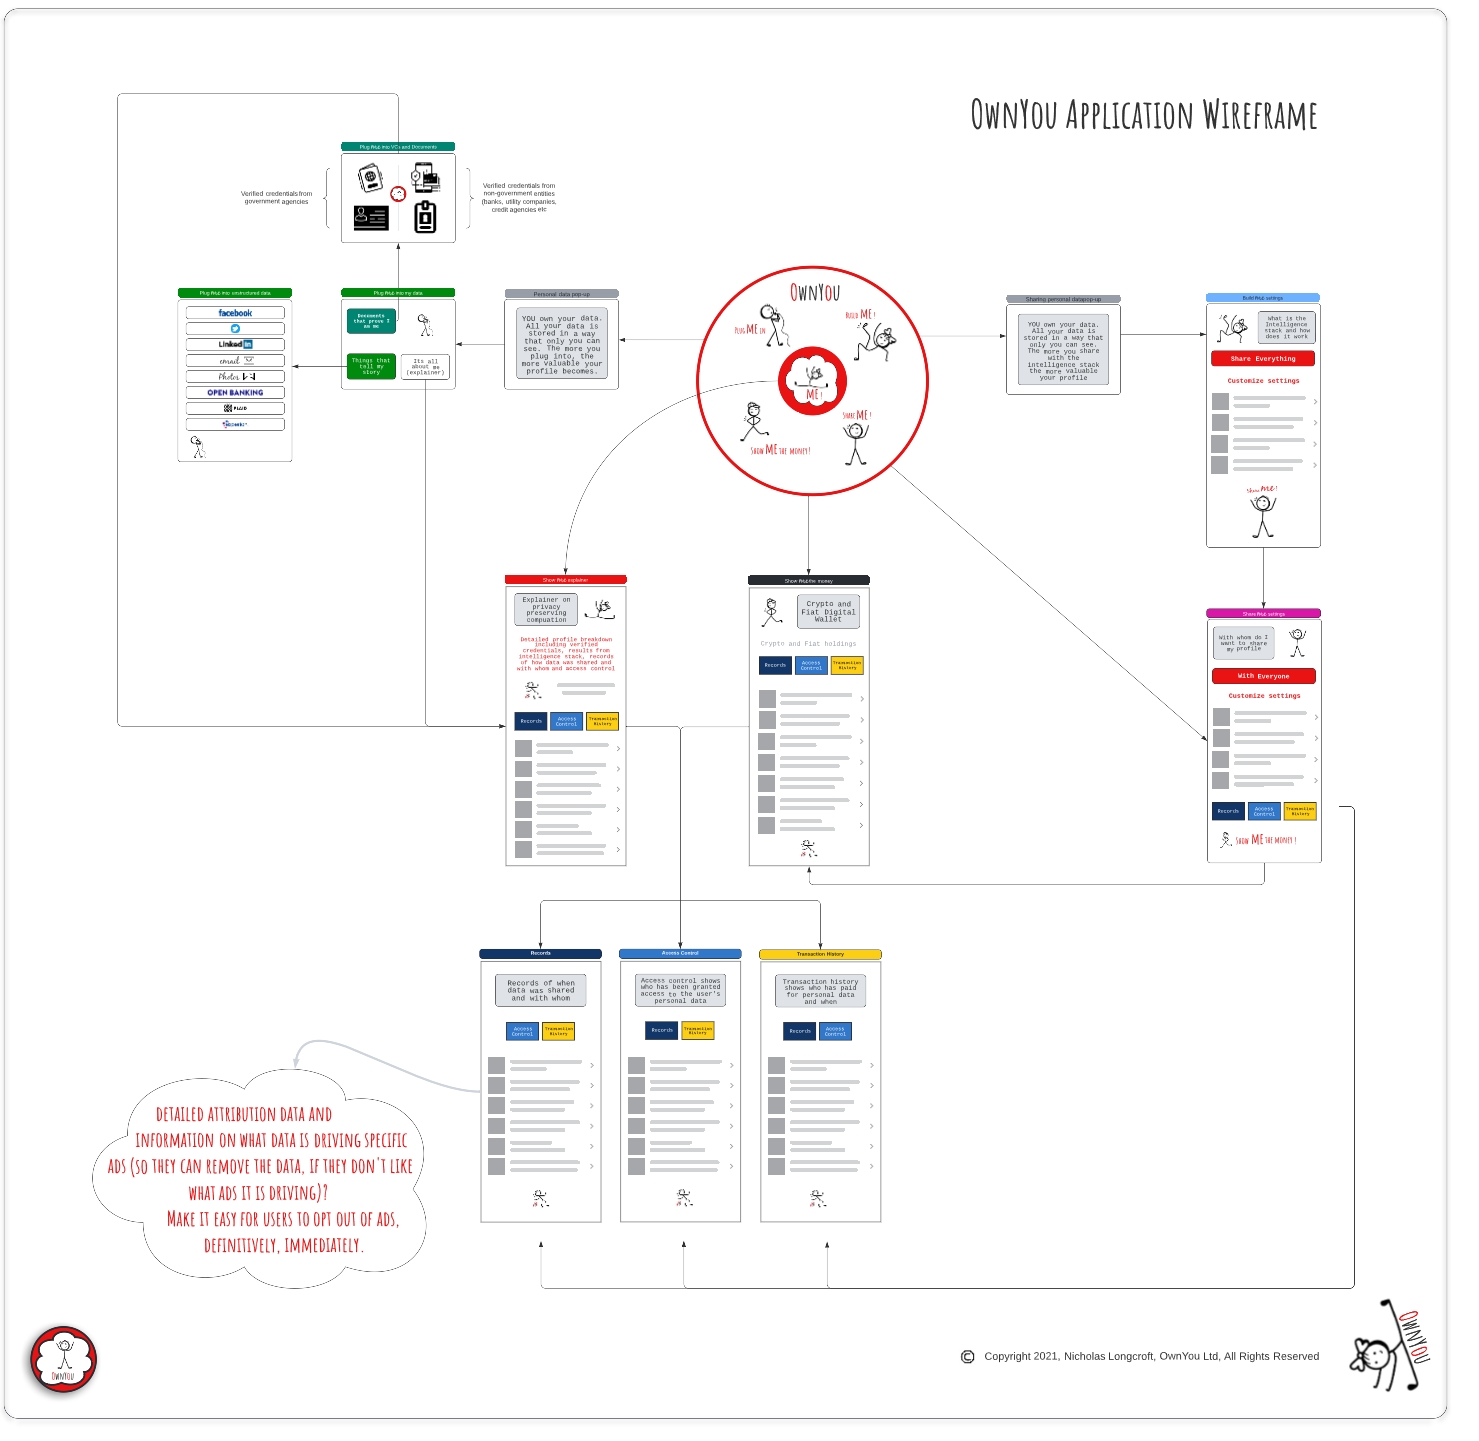 OwnYou Application Wireframe
Plug Me into VCs and Documents
Verified credentials from
government agencies
Verified credentials from
non-government entities
(banks, utility companies,
credit agencies etc
Plug Me into unstructured data
facebook
Linked in
email
Photos
OPEN BANKING
PLAID
Plug Me into my data
Documents
that prove I
am me
Things that
tell my
story
Its all
about me
(explainer)
Personal data pop-up
YOU own your data.
All your data is
stored in a way
that only you can
see. The more you
plug into, the
more valuable your
profile becomes.
OwnYou
Plug ME in
Build ME!
ME!
Share ME!
Show ME the money!
Sharing personal datapop-up
YOU own your data.
All your data is
stored in a way that
only you can see.
The more you share
with the
intelligence stack
the more valuable
your profile
Build Me settings
What is the
Intelligence
stack and how
does it work
Share Everything
Customize settings
Share me!
Show Me explainer
Explainer on
privacy
preserving
compuation
Detailed profile breakdown
including verified
credentials, results from
intelligence stack, records
of how data was shared and
with whom and access control
Records
Access
Control
Transaction
History
Show Me the money
Crypto and
Fiat Digital
Wallet
Crypto and Fiat holdings
Records
Access
Control
Transaction
History
Share Me settings
With whom do I
want to share
my profile
With Everyone
Customize settings
Records
Access
Control
Transaction
History
Show ME the money!
Records
Records of when
data was shared
and with whom
Access
Control
Transaction
History
Access Control
Access control shows
who has been granted
access to the user's
personal data
Records
Transaction
History
Transaction History
Transaction history
shows who has paid
for personal data
and when
Records
Access
Control
detailed attribution data and
information on what data is driving specific
ads (so they can remove the data, if they don't like
what ads it is driving)?
Make it easy for users to opt out of ads,
definitively, immediately.
OwnYou
© Copyright 2021, Nicholas Longcroft, OwnYou Ltd, All Rights Reserved
OwnYou